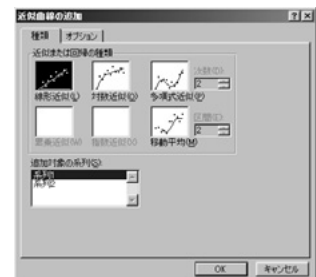 近似曲線の追加
種類 オプション
近似または回帰の種類
線形近似(L) 対数近似(O) 多項式近似(P)
次数(D):
2
累乗近似(W) 指数近似(X) 移動平均(M)
区間(E):
2
追加対象の系列(S):
系列1
系列2
OK キャンセル